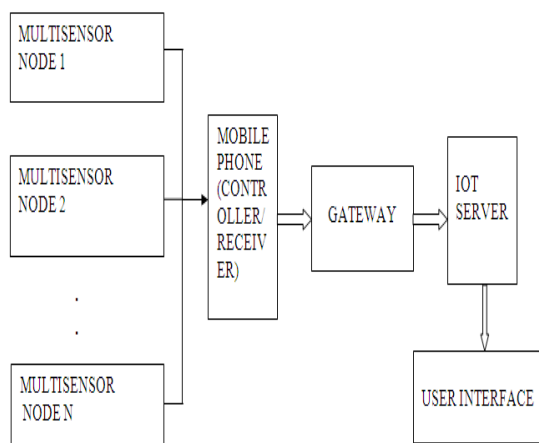 MULTISENSOR
NODE 1
MULTISENSOR
NODE 2
.
.
MULTISENSOR
NODE N
MOBILE
PHONE
(CONTR
OLLER/
RECEIV
ER)
GATEWAY
IOT
SERVER
USER INTERFACE